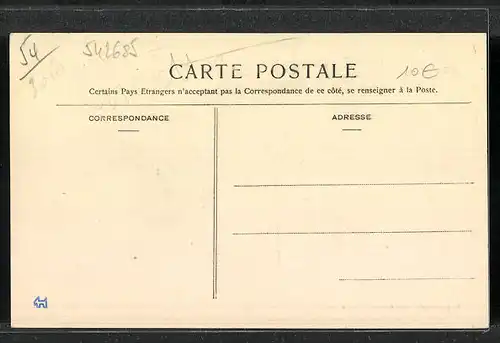 54
542685
CARTE POSTALE
10€
Certains Pays Etrangers n'acceptant pas la Correspondance de ce côté, se renseigner à la Poste.
CORRESPONDANCE
ADRESSE